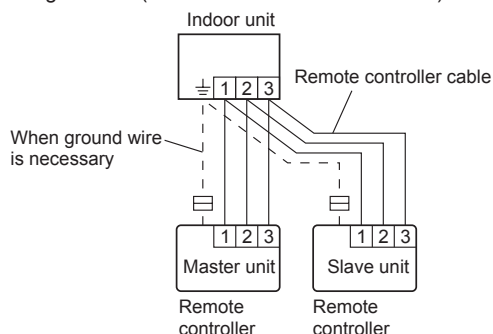 Indoor unit
1 2 3
Remote controller cable
When ground wire
is necessary
1 2 3
1 2 3
Master unit
Slave unit
Remote
controller
Remote
controller